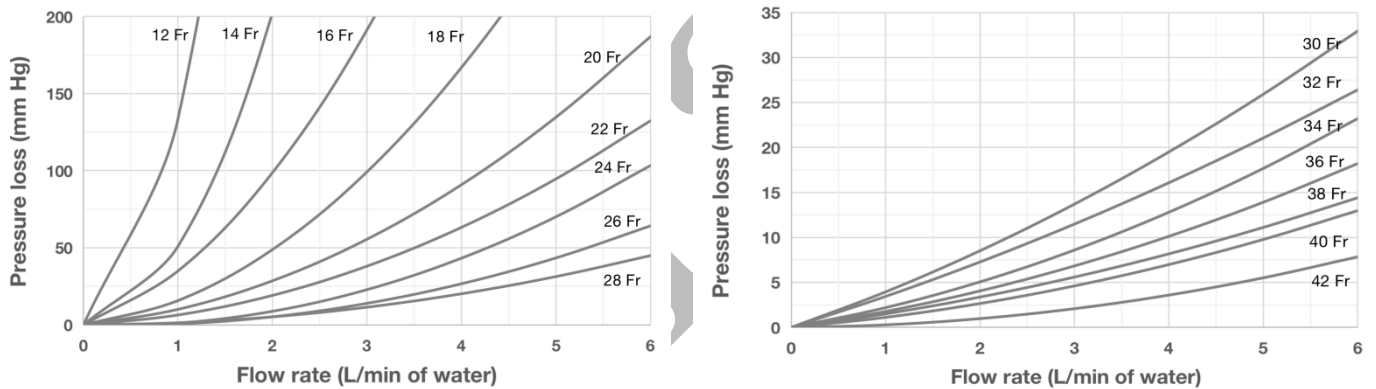 200
150
100
50
0
Pressure loss (mm Hg)
12 Fr
14 Fr
16 Fr
18 Fr
20 Fr
22 Fr
24 Fr
26 Fr
28 Fr
0 1 2 3 4 5 6
Flow rate (L/min of water)
35
30
25
20
15
10
5
0
Pressure loss (mm Hg)
30 Fr
32 Fr
34 Fr
36 Fr
38 Fr
40 Fr
42 Fr
0 1 2 3 4 5 6
Flow rate (L/min of water)